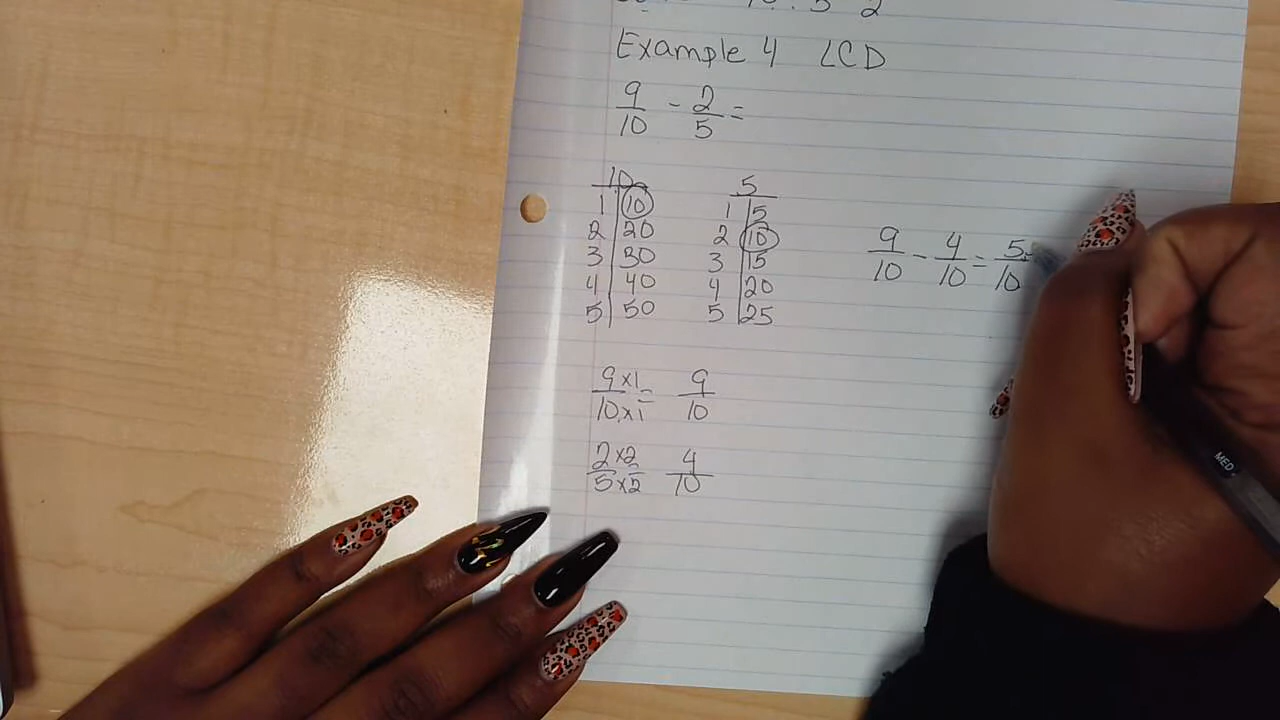 Example 4 LCD
9/10 - 2/5 =
10 5
1 | 10 1 | 5
2 | 20 2 | 10
3 | 30 3 | 15
4 | 40 4 | 20
5 | 50 5 | 25
9/10 - 4/10 = 5/10
9×1/10×1 = 9/10
2×2/5×2 = 4/10
MED